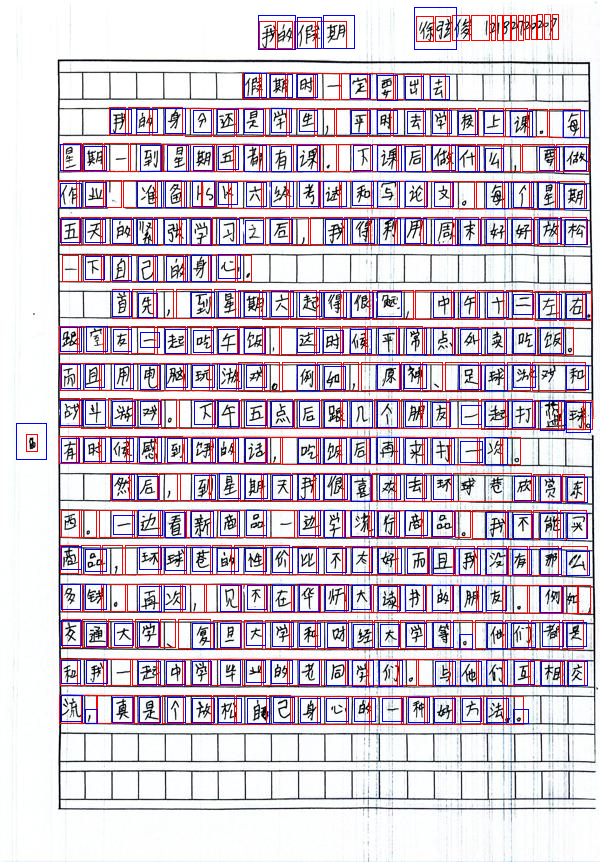 我的假期 徐弦俊 12137202207
假期时一定要出去
我的身分还是学生，平时去学校上课。每
星期一到星期五都有课。下课后做什么，要做
作业、准备以以六级考试和写论文。每个星期
五天的紧张学习之后，我得利用周末好好放松
一下自己的身心。
首先，到星期六起得很晚，中午十二左右。
跟室友一起吃午饭，这时候平常点外卖吃饭。
而且用电脑玩游戏。例如，原神、足球游戏和
战斗游戏。下午五点后跟几个朋友一起打篮球。
有时候感到饿的话，吃饭后再来打一次。
然后，到星期天我很喜欢去环球巷欣赏东
西。一边看新商品一边学流行商品。我不能买
商品，环球巷的性价比不太好而且我没有那么
多钱。再次，见不在华师大读书的朋友。例如，
交通大学、复旦大学和财经大学等。他们都是
和我一起中学毕业的老同学们。与他们互相交
流，真是个放松自己身心的一种好方法。